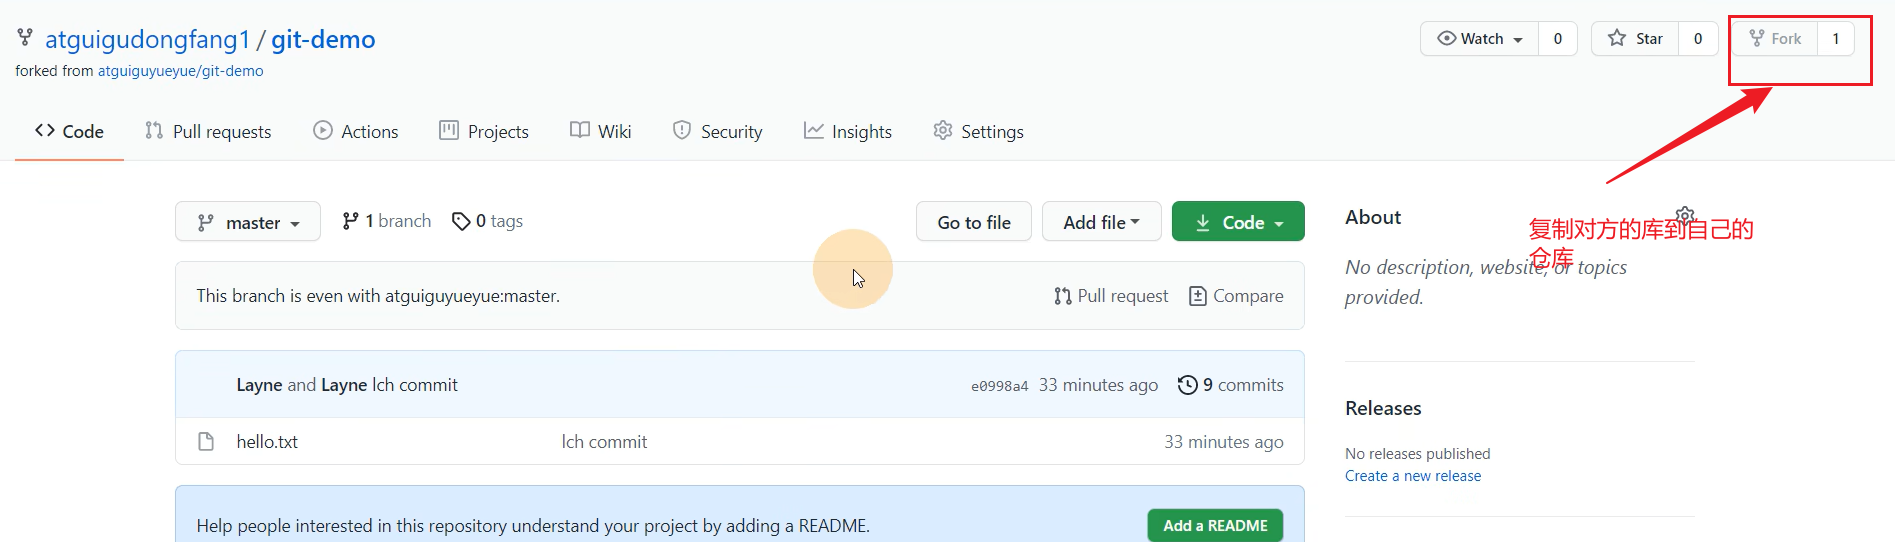 atguigudongfang1 / git-demo
Watch 0 Star 0 Fork 1
forked from atguiguyueyue/git-demo
Code Pull requests Actions Projects Wiki Security Insights Settings
master 1 branch 0 tags Go to file Add file Code
About
复制对方的库到自己的
仓库
No description, website, or topics
provided.
This branch is even with atguiguyueyue:master. Pull request Compare
Layne and Layne lch commit e0998a4 33 minutes ago 9 commits
hello.txt lch commit 33 minutes ago
Releases
No releases published
Create a new release
Help people interested in this repository understand your project by adding a README. Add a README